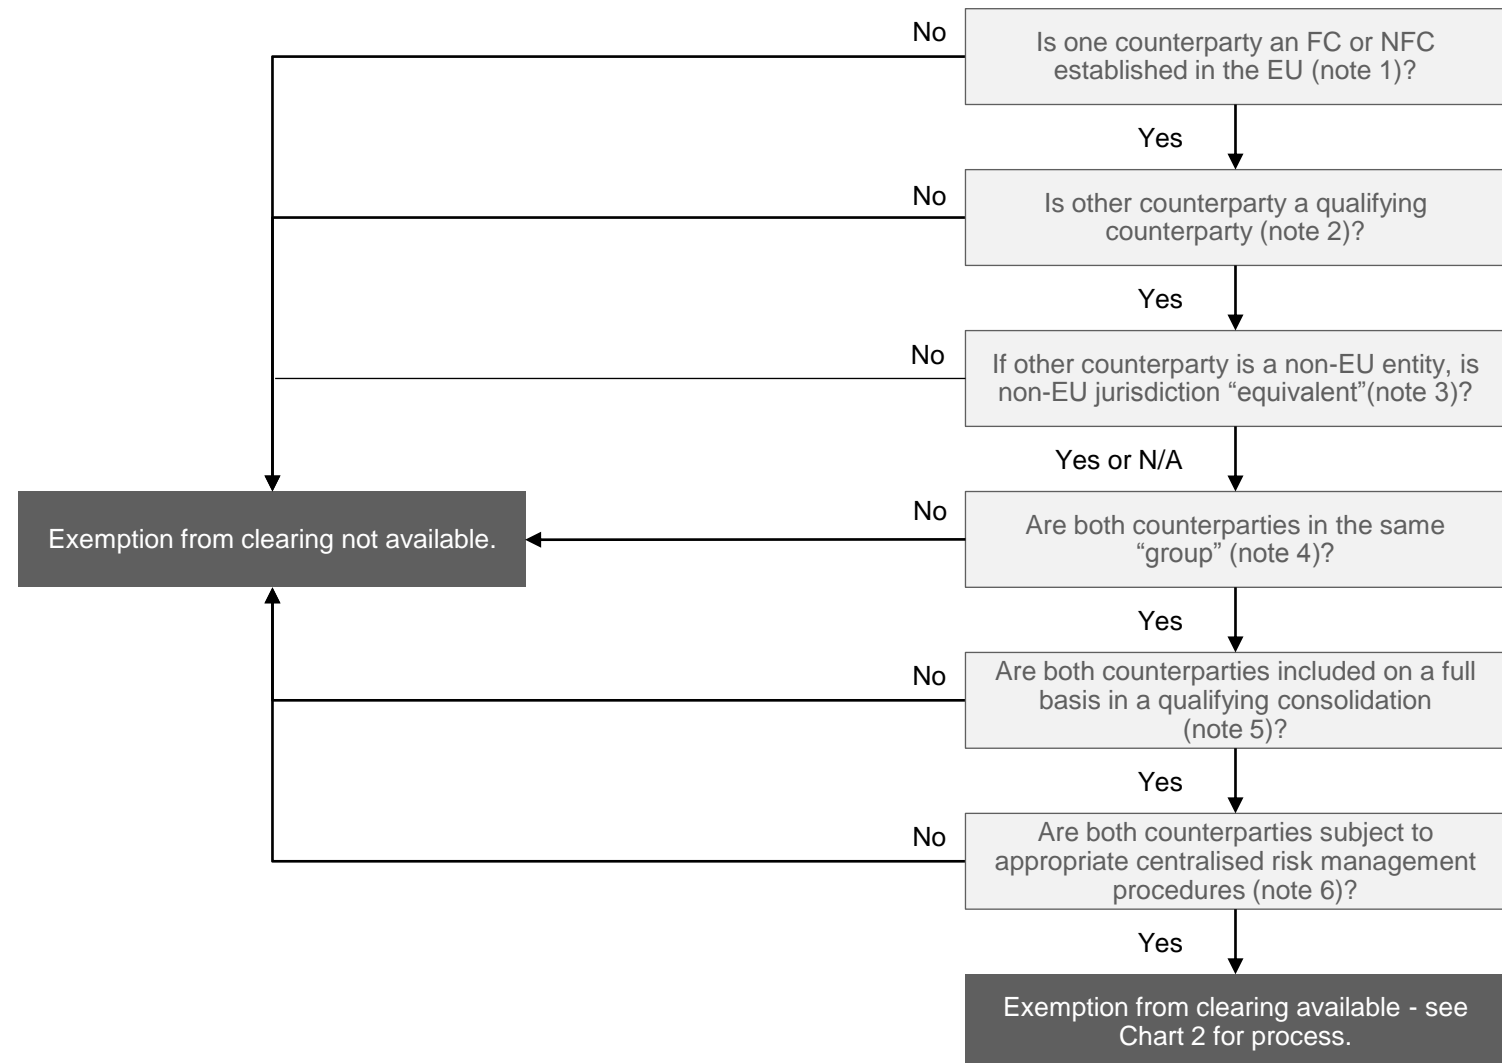 No
Is one counterparty an FC or NFC
established in the EU (note 1)?
Yes
No
Is other counterparty a qualifying
counterparty (note 2)?
Yes
No
If other counterparty is a non-EU entity, is
non-EU jurisdiction “equivalent”(note 3)?
Yes or N/A
Exemption from clearing not available.
No
Are both counterparties in the same
“group” (note 4)?
Yes
No
Are both counterparties included on a full
basis in a qualifying consolidation
(note 5)?
Yes
No
Are both counterparties subject to
appropriate centralised risk management
procedures (note 6)?
Yes
Exemption from clearing available - see
Chart 2 for process.